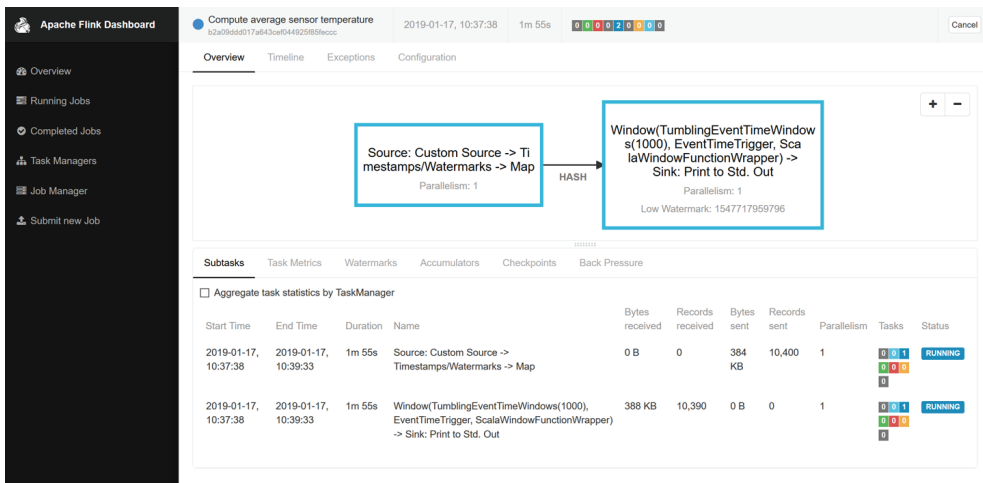 Apache Flink Dashboard
Overview
Running Jobs
Completed Jobs
Task Managers
Job Manager
Submit new Job
Compute average sensor temperature
b2a09ddd017a643cef044925f85feccc
2019-01-17, 10:37:38
1m 55s
0 0 0 0 2 0 0 0 0 0
Cancel
Overview
Timeline
Exceptions
Configuration
+ −
Source: Custom Source -> Ti
mestamps/Watermarks -> Map
Parallelism: 1
HASH
Window(TumblingEventTimeWindow
s(1000), EventTimeTrigger, Sca
laWindowFunctionWrapper) ->
Sink: Print to Std. Out
Parallelism: 1
Low Watermark: 1547717959796
Subtasks
Task Metrics
Watermarks
Accumulators
Checkpoints
Back Pressure
Aggregate task statistics by TaskManager
Start Time
End Time
Duration
Name
Bytes
received
Records
received
Bytes
sent
Records
sent
Parallelism
Tasks
Status
2019-01-17,
10:37:38
2019-01-17,
10:39:33
1m 55s
Source: Custom Source ->
Timestamps/Watermarks -> Map
0 B
0
384
KB
10,400
1
0 0 1
0 0 0
0
RUNNING
2019-01-17,
10:37:38
2019-01-17,
10:39:33
1m 55s
Window(TumblingEventTimeWindows(1000),
EventTimeTrigger, ScalaWindowFunctionWrapper)
-> Sink: Print to Std. Out
388 KB
10,390
0 B
0
1
0 0 1
0 0 0
0
RUNNING